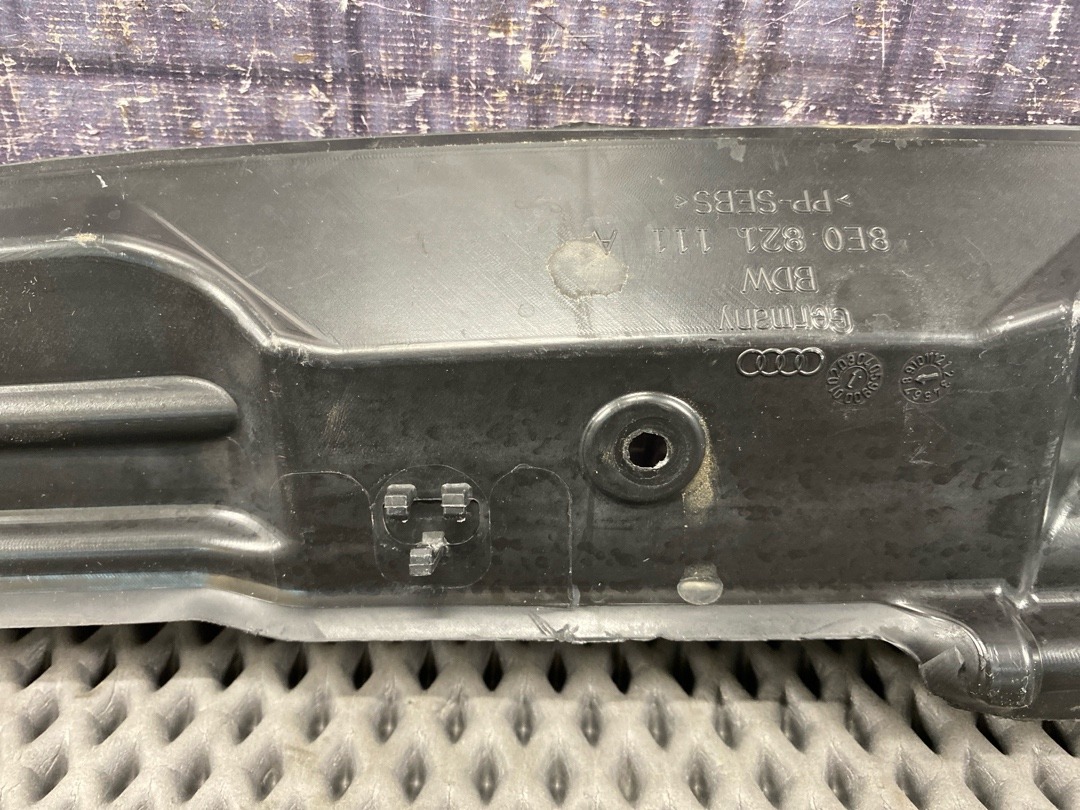 >PP-SEBS<
8E0 821 111 A
BDW
Germany